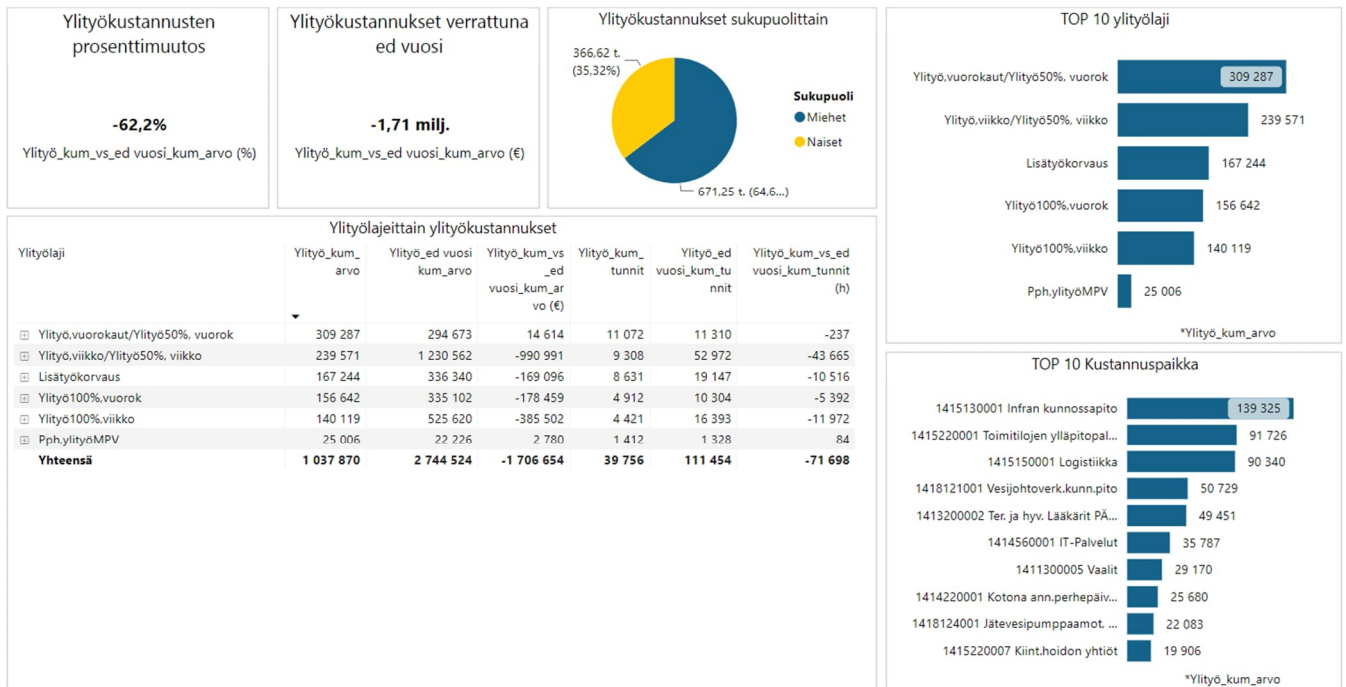 Ylityökustannusten
prosenttimuutos
-62,2%
Ylityö_kum_vs_ed vuosi_kum_arvo (%)
Ylityökustannukset verrattuna
ed vuosi
-1,71 milj.
Ylityö_kum_vs_ed vuosi_kum_arvo (€)
Ylityökustannukset sukupuolittain
366,62 t.
(35,32%)
671,25 t. (64,6...)
Sukupuoli
Miehet
Naiset
Ylityölajeittain ylityökustannukset
Ylityölaji
Ylityö_kum_
arvo
Ylityö_ed vuosi
kum_arvo
Ylityö_kum_vs
_ed
vuosi_kum_ar
vo (€)
Ylityö_kum_
tunnit
Ylityö_ed
vuosi_kum_tu
nnit
Ylityö_kum_vs_ed
vuosi_kum_tunnit
(h)
Ylityö,vuorokaut/Ylityö50%, vuorok 309 287 294 673 14 614 11 072 11 310 -237
Ylityö,viikko/Ylityö50%, viikko 239 571 1 230 562 -990 991 9 308 52 972 -43 665
Lisätyökorvaus 167 244 336 340 -169 096 8 631 19 147 -10 516
Ylityö100%,vuorok 156 642 335 102 -178 459 4 912 10 304 -5 392
Ylityö100%,viikko 140 119 525 620 -385 502 4 421 16 393 -11 972
Pph,ylityöMPV 25 006 22 226 2 780 1 412 1 328 84
Yhteensä 1 037 870 2 744 524 -1 706 654 39 756 111 454 -71 698
TOP 10 ylityölaji
Ylityö,vuorokaut/Ylityö50%, vuorok 309 287
Ylityö,viikko/Ylityö50%, viikko 239 571
Lisätyökorvaus 167 244
Ylityö100%,vuorok 156 642
Ylityö100%,viikko 140 119
Pph,ylityöMPV 25 006
*Ylityö_kum_arvo
TOP 10 Kustannuspaikka
1415130001 Infran kunnossapito 139 325
1415220001 Toimitilojen ylläpitopal... 91 726
1415150001 Logistiikka 90 340
1418121001 Vesijohtoverk.kunn.pito 50 729
1413200002 Ter. ja hyv. Lääkärit PÄ... 49 451
1414560001 IT-Palvelut 35 787
1411300005 Vaalit 29 170
1414220001 Kotona ann.perhepäiv... 25 680
1418124001 Jätevesipumppaamot, ... 22 083
1415220007 Kiint.hoidon yhtiöt 19 906
*Ylityö_kum_arvo